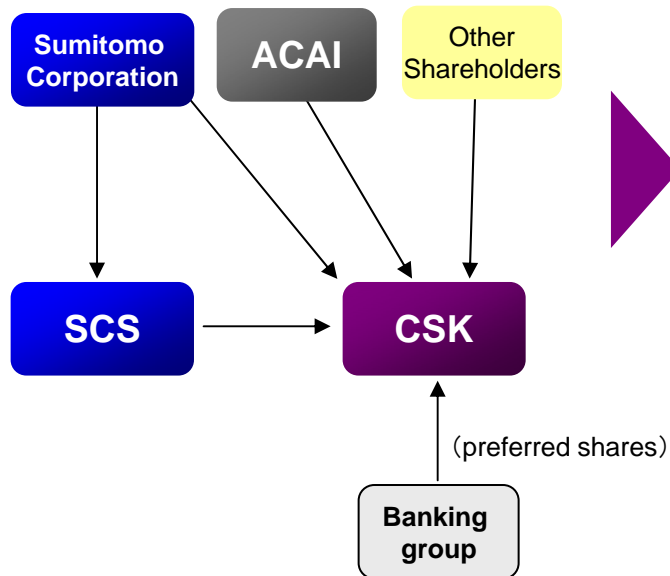 Sumitomo
Corporation
ACAI
Other
Shareholders
SCS
CSK
（preferred shares）
Banking
group